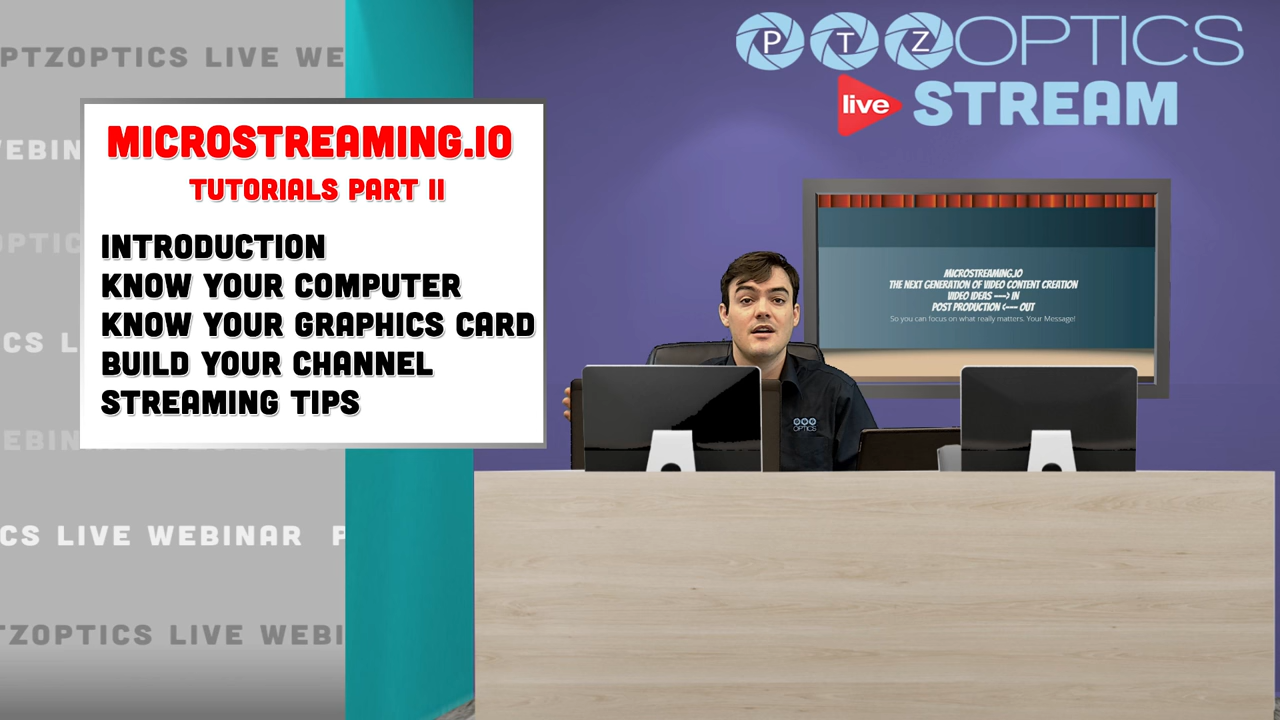 PTZOPTICS LIVE WE
WEBIN
OPTIC
CS L
EBIN
CS LIVE WEBINAR P
TZOPTICS LIVE WEBI
MICROSTREAMING.IO
TUTORIALS PART II
INTRODUCTION
KNOW YOUR COMPUTER
KNOW YOUR GRAPHICS CARD
BUILD YOUR CHANNEL
STREAMING TIPS
PTZOPTICS
live STREAM
MICROSTREAMING.IO
THE NEXT GENERATION OF VIDEO CONTENT CREATION
VIDEO IDEAS ---> IN
POST PRODUCTION <--- OUT
So you can focus on what really matters. Your Message!
OPTICS